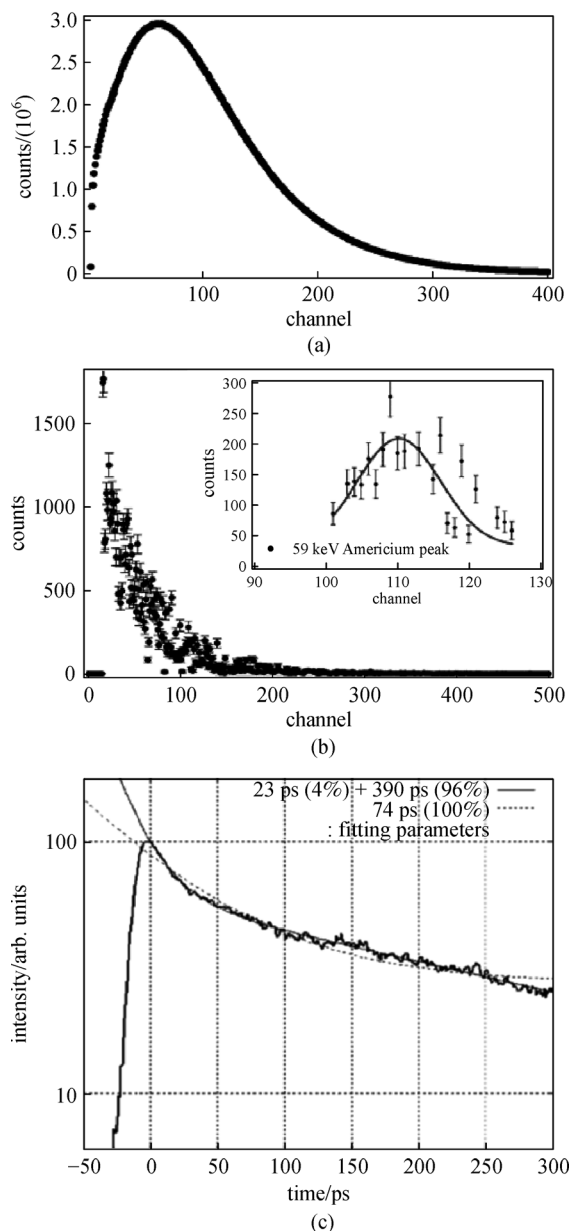 3.0
2.5
2.0
1.5
1.0
0.5
0
counts/(10⁶)
100 200 300 400
channel
(a)
1500
1000
500
0
counts
0 100 200 300 400 500
channel
300
250
200
150
100
50
0
counts
59 keV Americium peak
90 100 110 120 130
channel
(b)
23 ps (4%) + 390 ps (96%)
74 ps (100%)
: fitting parameters
100
10
intensity/arb. units
−50 0 50 100 150 200 250 300
time/ps
(c)